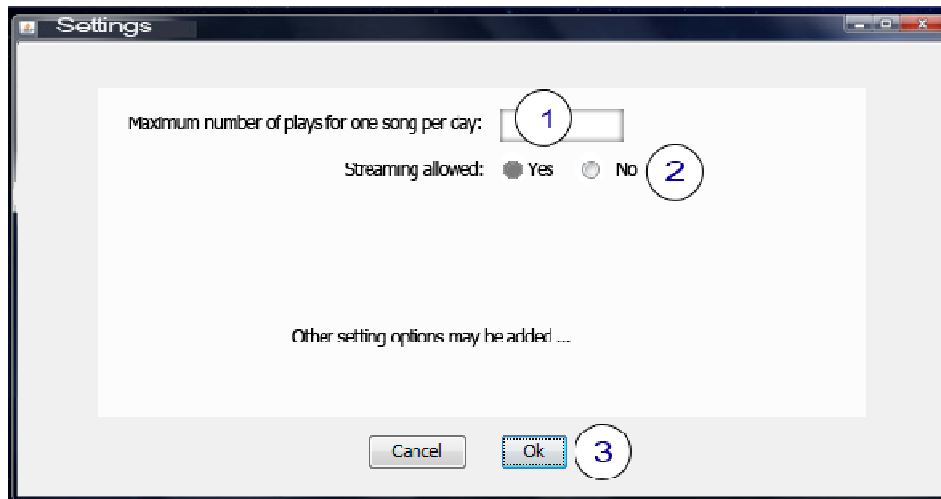 Settings
Maximum number of plays for one song per day: 1
Streaming allowed: Yes No 2
Other setting options may be added ...
Cancel Ok 3